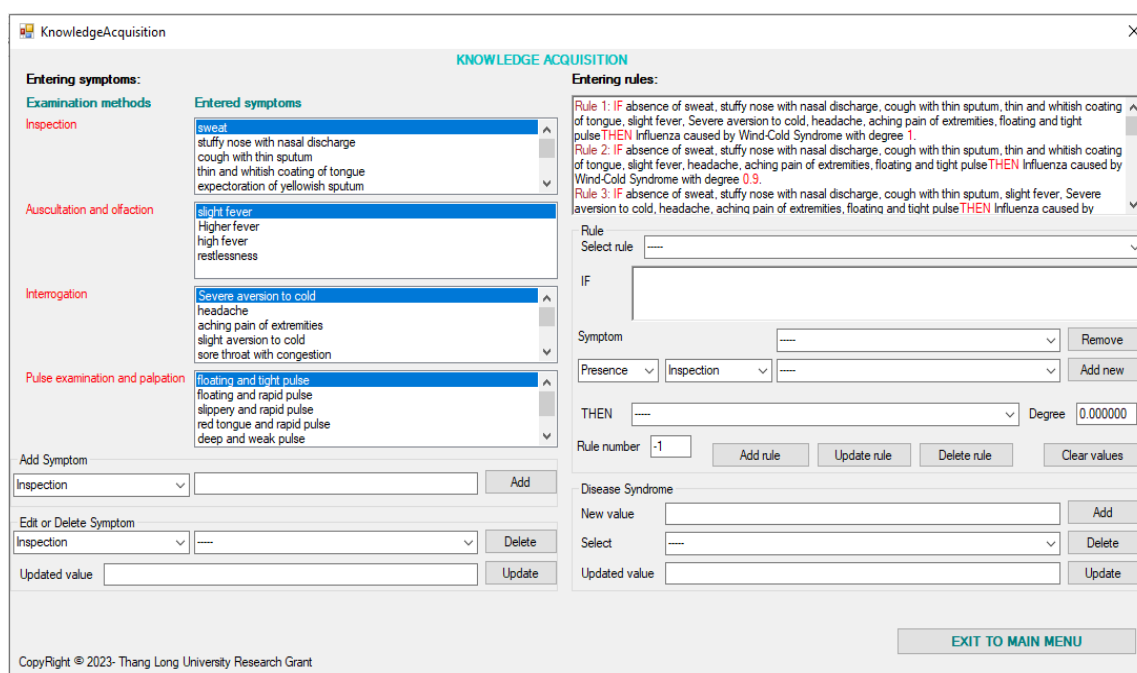 KnowledgeAcquisition
KNOWLEDGE ACQUISITION
Entering symptoms:
Examination methods
Entered symptoms
Inspection
sweat
stuffy nose with nasal discharge
cough with thin sputum
thin and whitish coating of tongue
expectoration of yellowish sputum
Auscultation and olfaction
slight fever
Higher fever
high fever
restlessness
Interrogation
Severe aversion to cold
headache
aching pain of extremities
slight aversion to cold
sore throat with congestion
Pulse examination and palpation
floating and tight pulse
floating and rapid pulse
slippery and rapid pulse
red tongue and rapid pulse
deep and weak pulse
Add Symptom
Inspection
Add
Edit or Delete Symptom
Inspection
-----
Delete
Updated value
Update
Entering rules:
Rule 1: IF absence of sweat, stuffy nose with nasal discharge, cough with thin sputum, thin and whitish coating
of tongue, slight fever, Severe aversion to cold, headache, aching pain of extremities, floating and tight
pulseTHEN Influenza caused by Wind-Cold Syndrome with degree 1.
Rule 2: IF absence of sweat, stuffy nose with nasal discharge, cough with thin sputum, thin and whitish coating
of tongue, slight fever, headache, aching pain of extremities, floating and tight pulseTHEN Influenza caused by
Wind-Cold Syndrome with degree 0.9.
Rule 3: IF absence of sweat, stuffy nose with nasal discharge, cough with thin sputum, slight fever, Severe
aversion to cold, headache, aching pain of extremities, floating and tight pulseTHEN Influenza caused by
Rule
Select rule
-----
IF
Symptom
-----
Remove
Presence
Inspection
-----
Add new
THEN
-----
Degree
0.000000
Rule number
-1
Add rule
Update rule
Delete rule
Clear values
Disease Syndrome
New value
Add
Select
-----
Delete
Updated value
Update
EXIT TO MAIN MENU
CopyRight © 2023- Thang Long University Research Grant